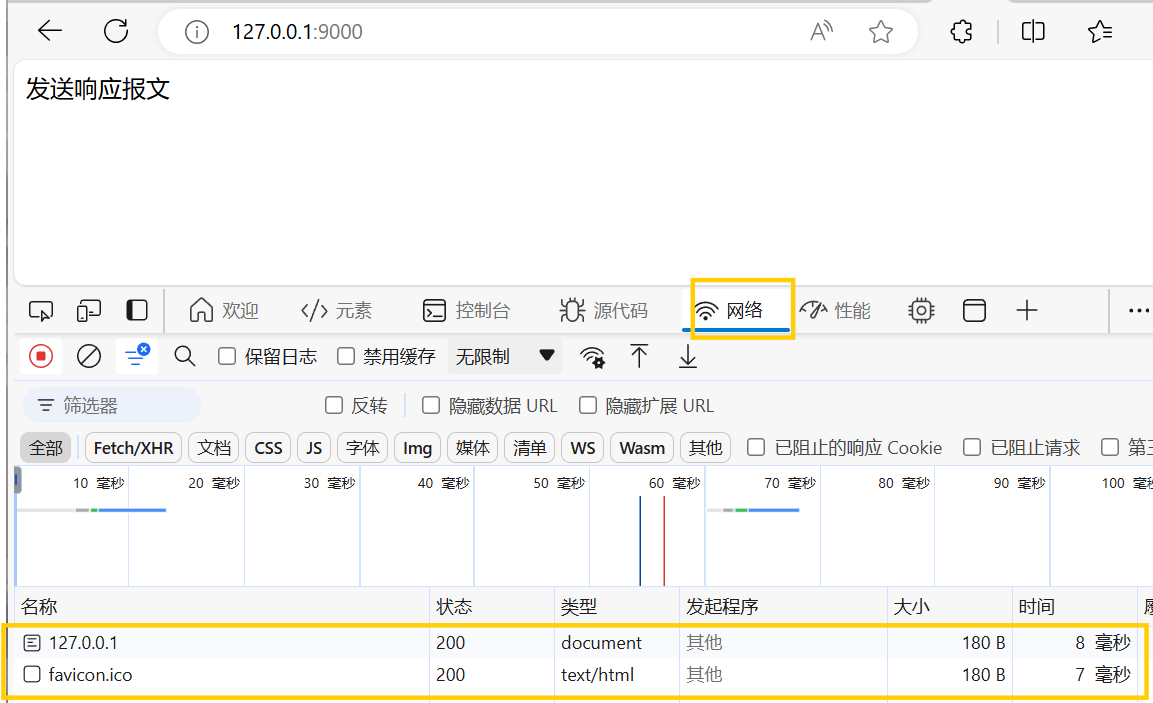 127.0.0.1:9000
发送响应报文
欢迎 元素 控制台 源代码 网络 性能
保留日志 禁用缓存 无限制
筛选器 反转 隐藏数据 URL 隐藏扩展 URL
全部 Fetch/XHR 文档 CSS JS 字体 Img 媒体 清单 WS Wasm 其他 已阻止的响应 Cookie 已阻止请求 第三
10 毫秒 20 毫秒 30 毫秒 40 毫秒 50 毫秒 60 毫秒 70 毫秒 80 毫秒 90 毫秒 100 毫秒
名称 状态 类型 发起程序 大小 时间
127.0.0.1 200 document 其他 180 B 8 毫秒
favicon.ico 200 text/html 其他 180 B 7 毫秒